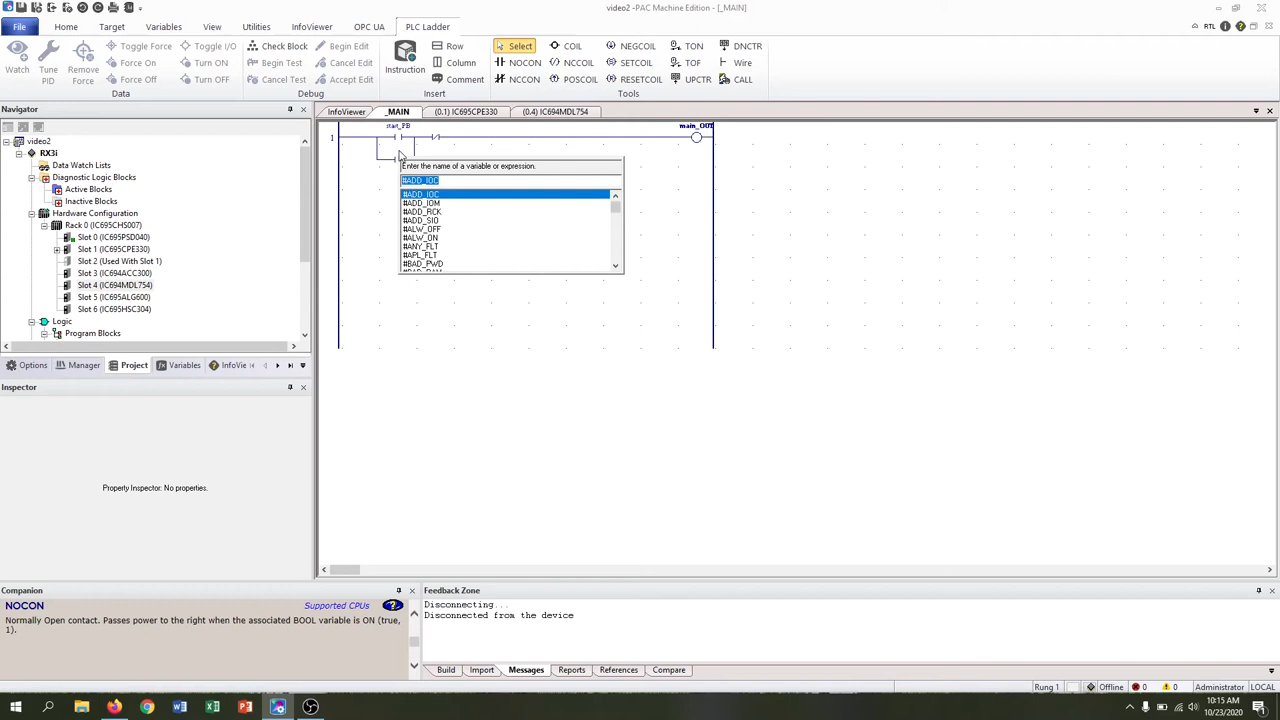 video2 -PAC Machine Edition - [_MAIN]
File Home Target Variables View Utilities InfoViewer OPC UA PLC Ladder RTL
Watch
Tune PID
Remove Force
Toggle Force
Force On
Force Off
Toggle I/O
Turn ON
Turn OFF
Data
Check Block
Begin Test
Cancel Test
Begin Edit
Cancel Edit
Accept Edit
Debug
Instruction
Row
Column
Comment
Insert
Select
NOCON
NCCON
COIL
NCCOIL
POSCOIL
NEGCOIL
SETCOIL
RESETCOIL
TON
TOF
UPCTR
DNCTR
Wire
CALL
Tools
Navigator
video2
RX3i
Data Watch Lists
Diagnostic Logic Blocks
Active Blocks
Inactive Blocks
Hardware Configuration
Rack 0 (IC695CHS007)
Slot 0 (IC695PSD040)
Slot 1 (IC695CPE330)
Slot 2 (Used With Slot 1)
Slot 3 (IC694ACC300)
Slot 4 (IC694MDL754)
Slot 5 (IC695ALG600)
Slot 6 (IC695HSC304)
Logic
Program Blocks
Options Manager Project Variables InfoVie
Inspector
Property Inspector: No properties.
InfoViewer _MAIN (0.1) IC695CPE330 (0.4) IC694MDL754
start_PB main_OUT
1
Enter the name of a variable or expression.
#ADD_IOC
#ADD_IOC
#ADD_IOM
#ADD_RCK
#ADD_SIO
#ALW_OFF
#ALW_ON
#ANY_FLT
#APL_FLT
#BAD_PWD
#BAD_RAM
Companion
NOCON Supported CPUs
Normally Open contact. Passes power to the right when the associated BOOL variable is ON (true,
1).
Feedback Zone
Disconnecting...
Disconnected from the device
Build Import Messages Reports References Compare
Rung 1 Offline 0 0 Administrator LOCAL
10:15 AM
10/23/2020